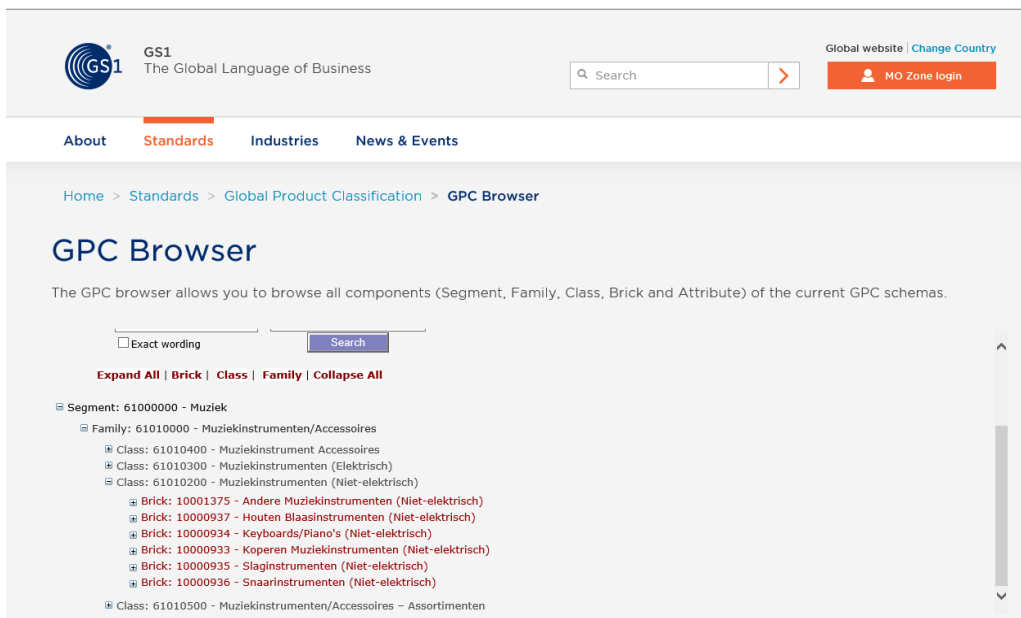 GS1
GS1
The Global Language of Business
Global website | Change Country
Search
MO Zone login
About Standards Industries News & Events
Home > Standards > Global Product Classification > GPC Browser
GPC Browser
The GPC browser allows you to browse all components (Segment, Family, Class, Brick and Attribute) of the current GPC schemas.
Exact wording Search
Expand All | Brick | Class | Family | Collapse All
Segment: 61000000 - Muziek
Family: 61010000 - Muziekinstrumenten/Accessoires
Class: 61010400 - Muziekinstrument Accessoires
Class: 61010300 - Muziekinstrumenten (Elektrisch)
Class: 61010200 - Muziekinstrumenten (Niet-elektrisch)
Brick: 10001375 - Andere Muziekinstrumenten (Niet-elektrisch)
Brick: 10000937 - Houten Blaasinstrumenten (Niet-elektrisch)
Brick: 10000934 - Keyboards/Piano's (Niet-elektrisch)
Brick: 10000933 - Koperen Muziekinstrumenten (Niet-elektrisch)
Brick: 10000935 - Slaginstrumenten (Niet-elektrisch)
Brick: 10000936 - Snaarinstrumenten (Niet-elektrisch)
Class: 61010500 - Muziekinstrumenten/Accessoires – Assortimenten